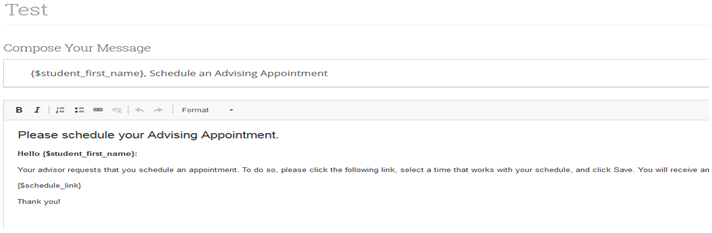 Test
Compose Your Message
{$student_first_name}, Schedule an Advising Appointment
B I Format
Please schedule your Advising Appointment.
Hello {$student_first_name}:
Your advisor requests that you schedule an appointment. To do so, please click the following link, select a time that works with your schedule, and click Save. You will receive an
{$schedule_link}
Thank you!